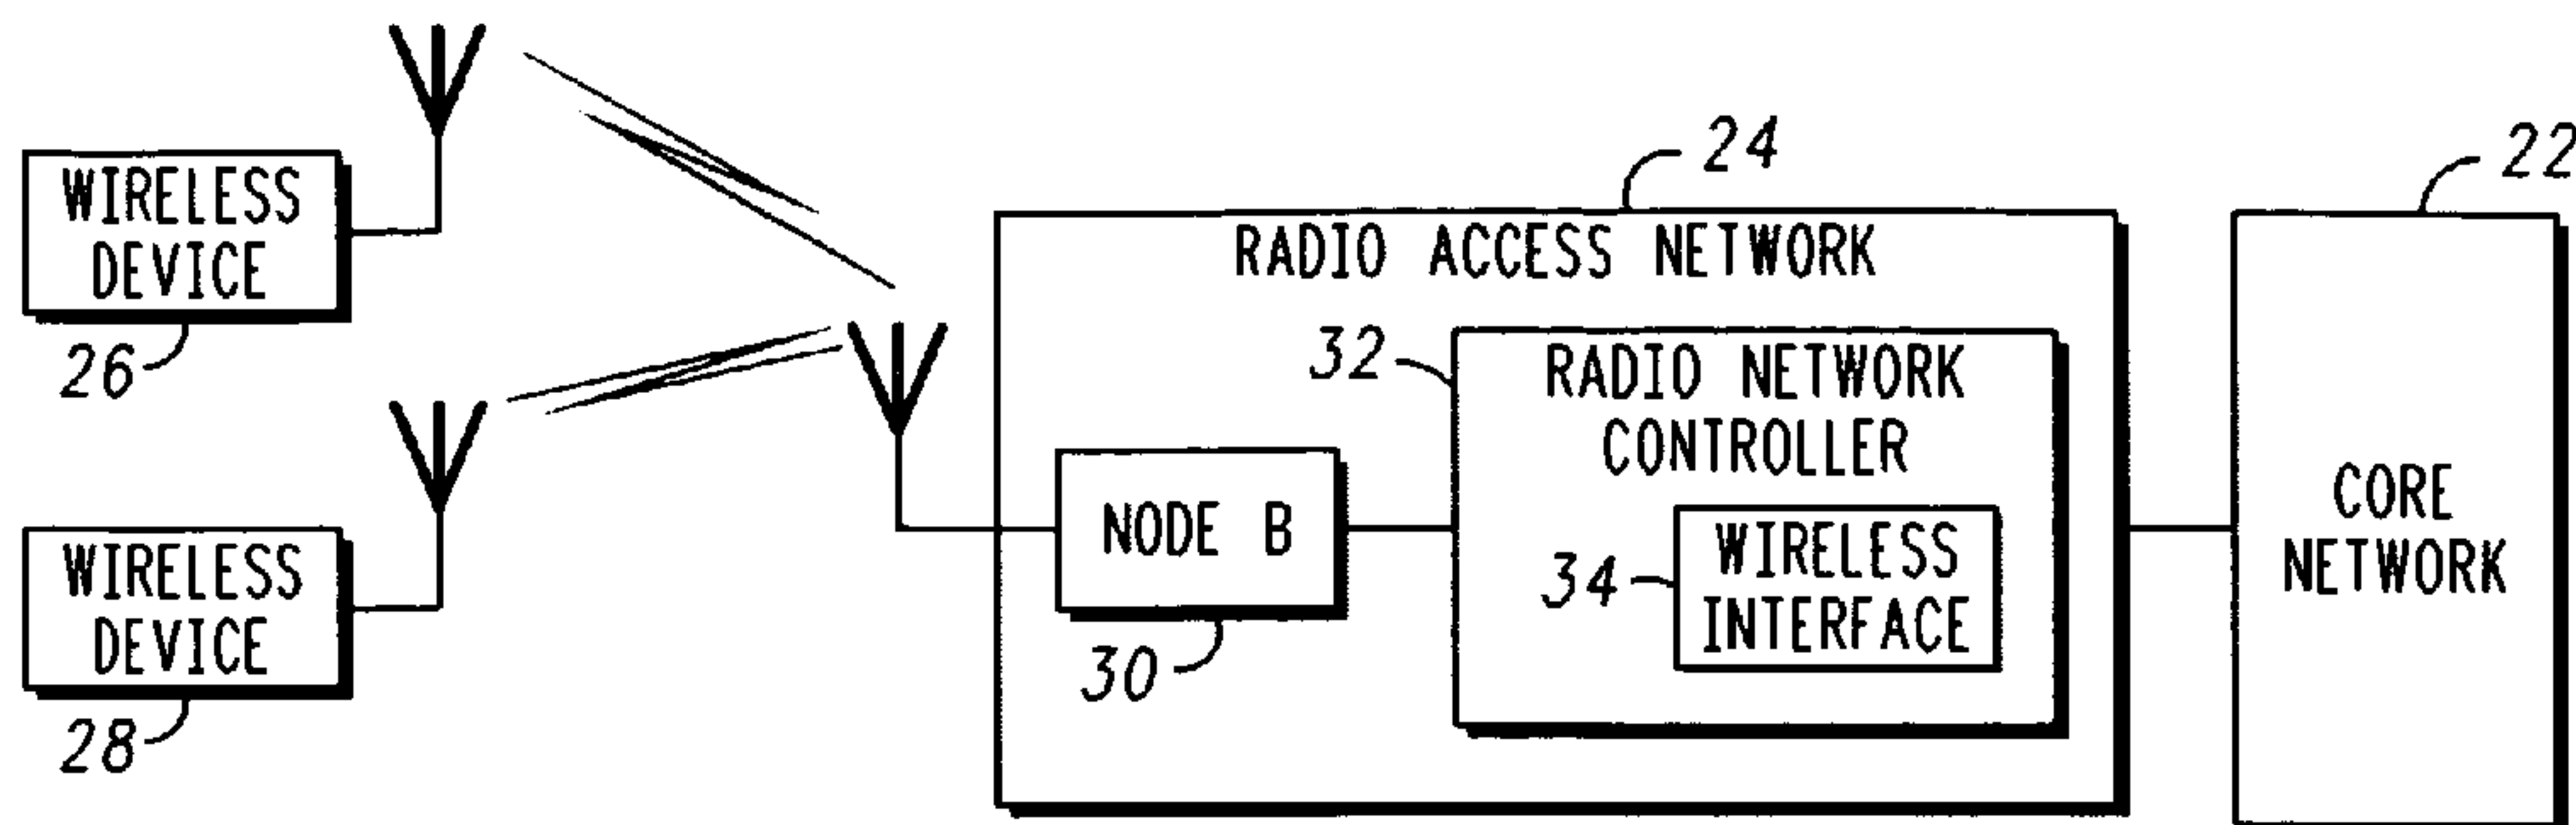 WIRELESS
DEVICE
26
WIRELESS
DEVICE
28
24
RADIO ACCESS NETWORK
32
RADIO NETWORK
CONTROLLER
NODE B
30
34
WIRELESS
INTERFACE
22
CORE
NETWORK